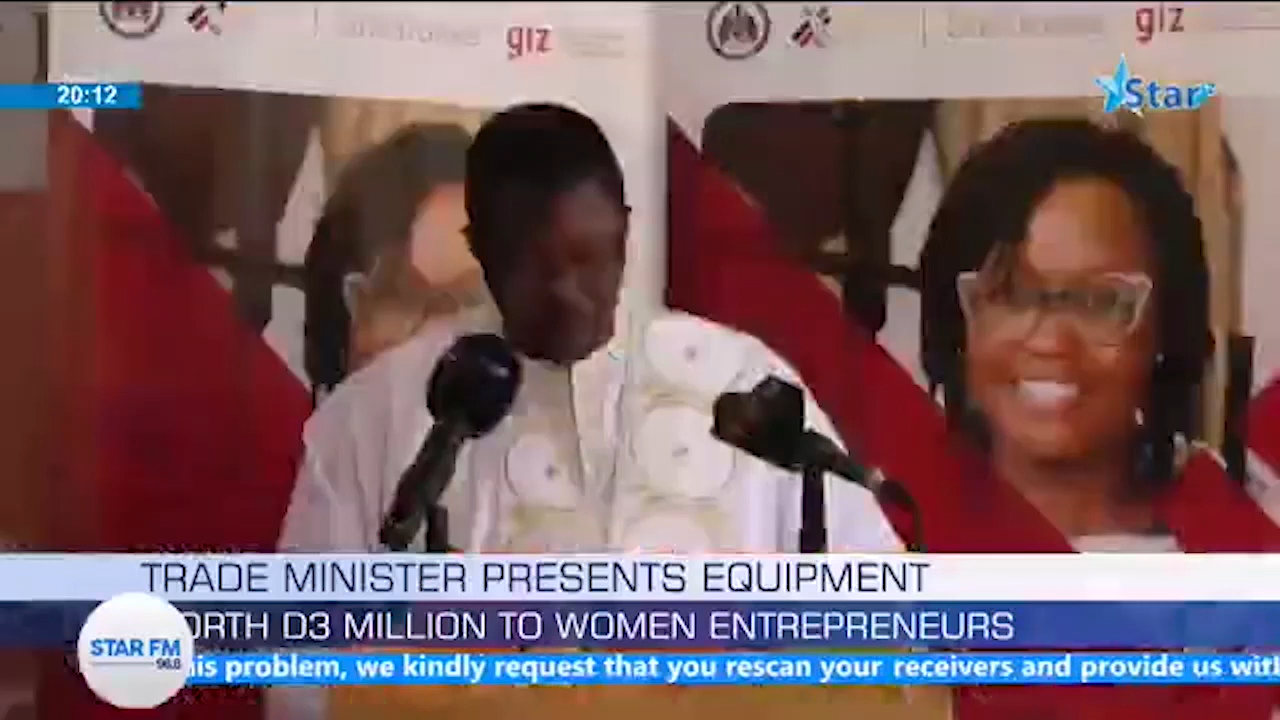 giz
giz
20:12
Star
TRADE MINISTER PRESENTS EQUIPMENT
ORTH D3 MILLION TO WOMEN ENTREPRENEURS
STAR FM
96.8
his problem, we kindly request that you rescan your receivers and provide us with